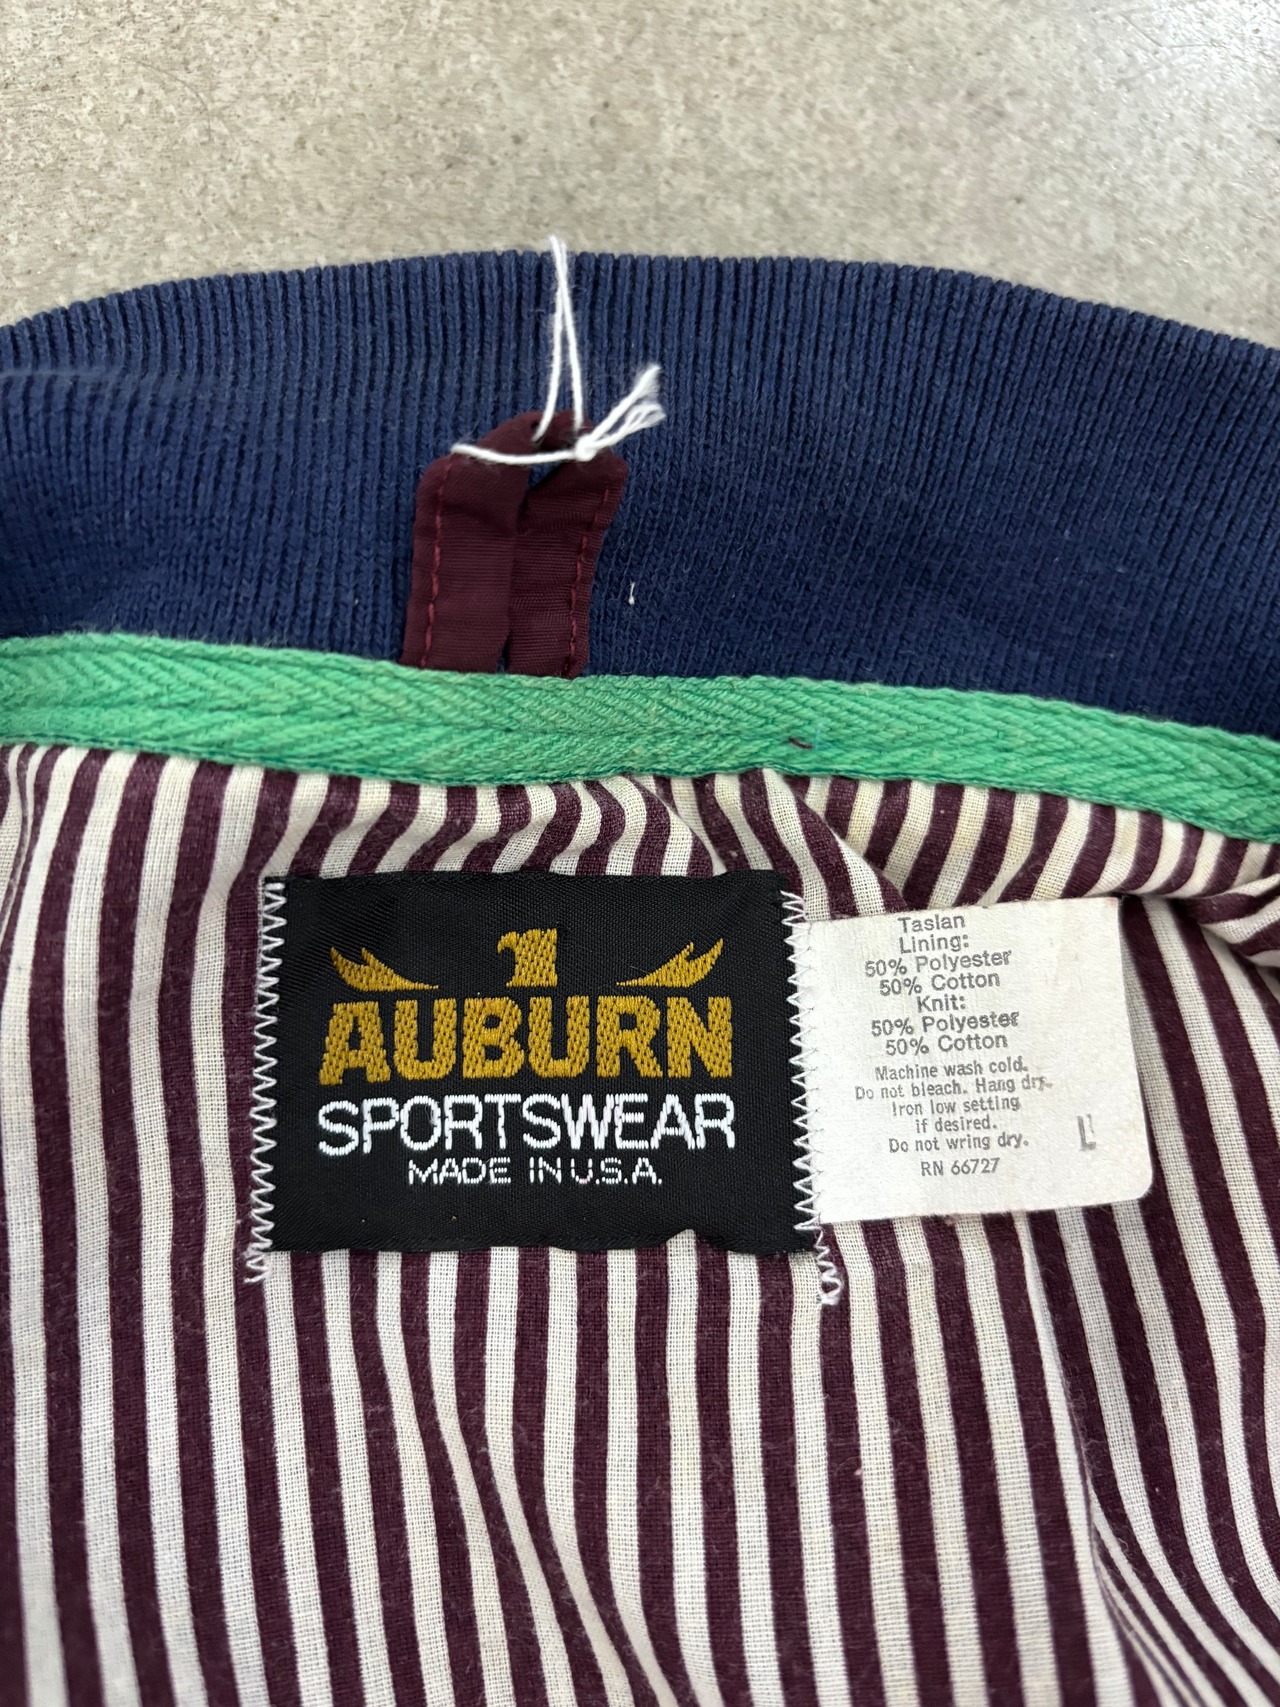 1
AUBURN
SPORTSWEAR
MADE IN U.S.A.
Taslan
Lining:
50% Polyester
50% Cotton
Knit:
50% Polyester
50% Cotton
Machine wash cold.
Do not bleach. Hang dry.
Iron low setting
if desired.
Do not wring dry.
RN 66727
L